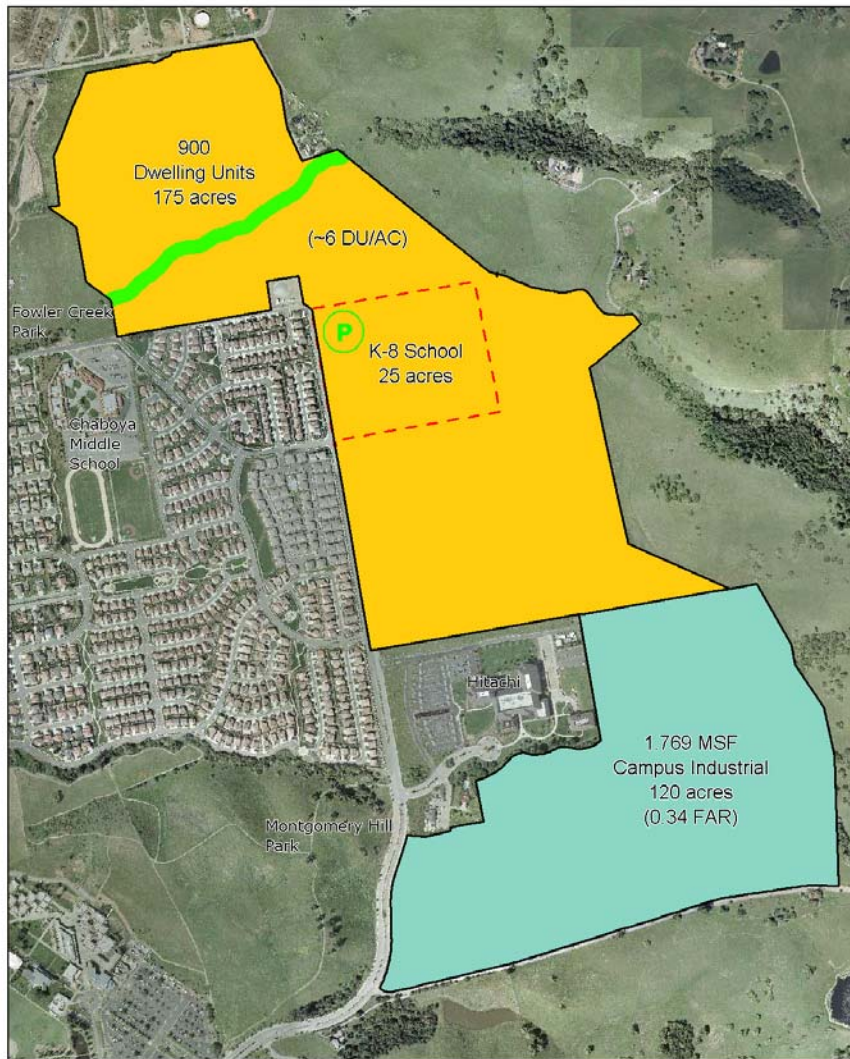 900
Dwelling Units
175 acres
(~6 DU/AC)
Fowler Creek
Park
P
K-8 School
25 acres
Chaboya
Middle
School
Hitachi
1.769 MSF
Campus Industrial
120 acres
(0.34 FAR)
Montgomery Hill
Park